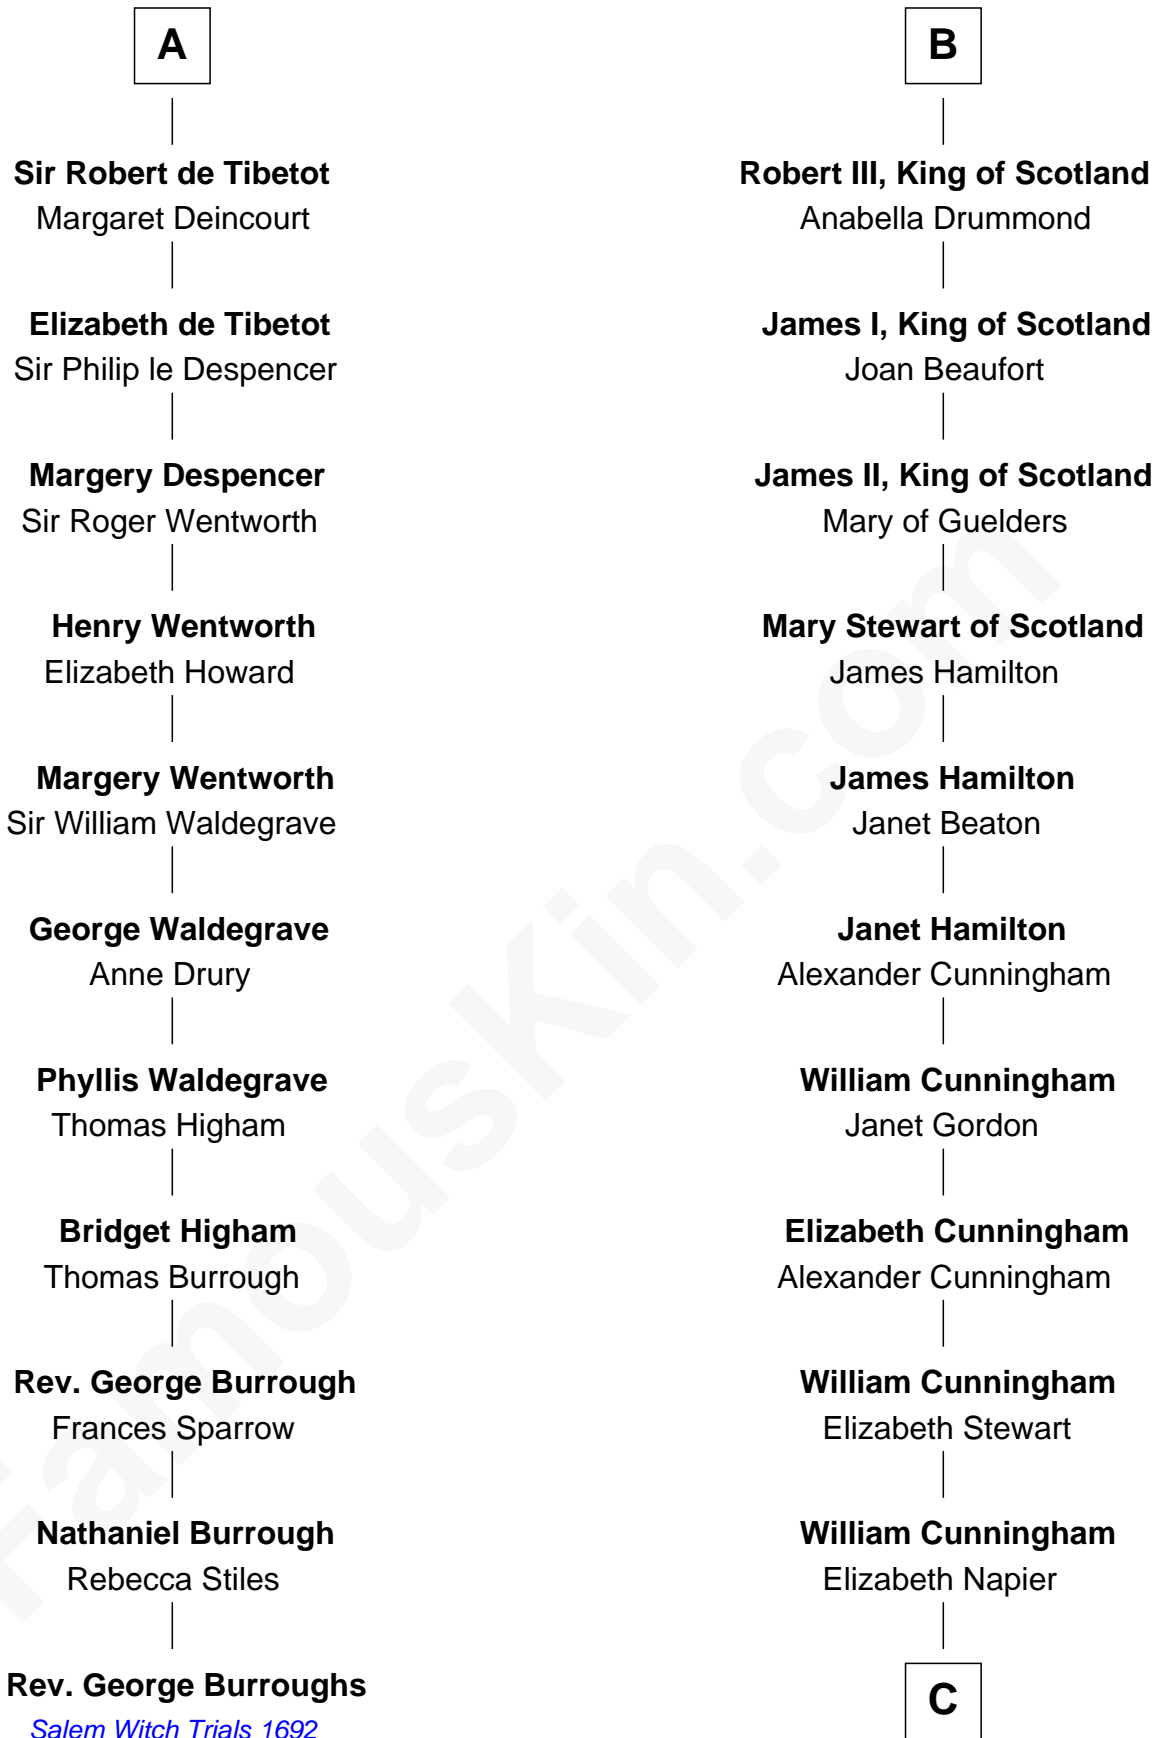 A
Sir Robert de Tibetot
Margaret Deincourt
Elizabeth de Tibetot
Sir Philip le Despencer
Margery Despencer
Sir Roger Wentworth
Henry Wentworth
Elizabeth Howard
Margery Wentworth
Sir William Waldegrave
George Waldegrave
Anne Drury
Phyllis Waldegrave
Thomas Higham
Bridget Higham
Thomas Burrough
Rev. George Burrough
Frances Sparrow
Nathaniel Burrough
Rebecca Stiles
Rev. George Burroughs
Salem Witch Trials 1692
B
Robert III, King of Scotland
Anabella Drummond
James I, King of Scotland
Joan Beaufort
James II, King of Scotland
Mary of Guelders
Mary Stewart of Scotland
James Hamilton
James Hamilton
Janet Beaton
Janet Hamilton
Alexander Cunningham
William Cunningham
Janet Gordon
Elizabeth Cunningham
Alexander Cunningham
William Cunningham
Elizabeth Stewart
William Cunningham
Elizabeth Napier
C
FamousKin.com